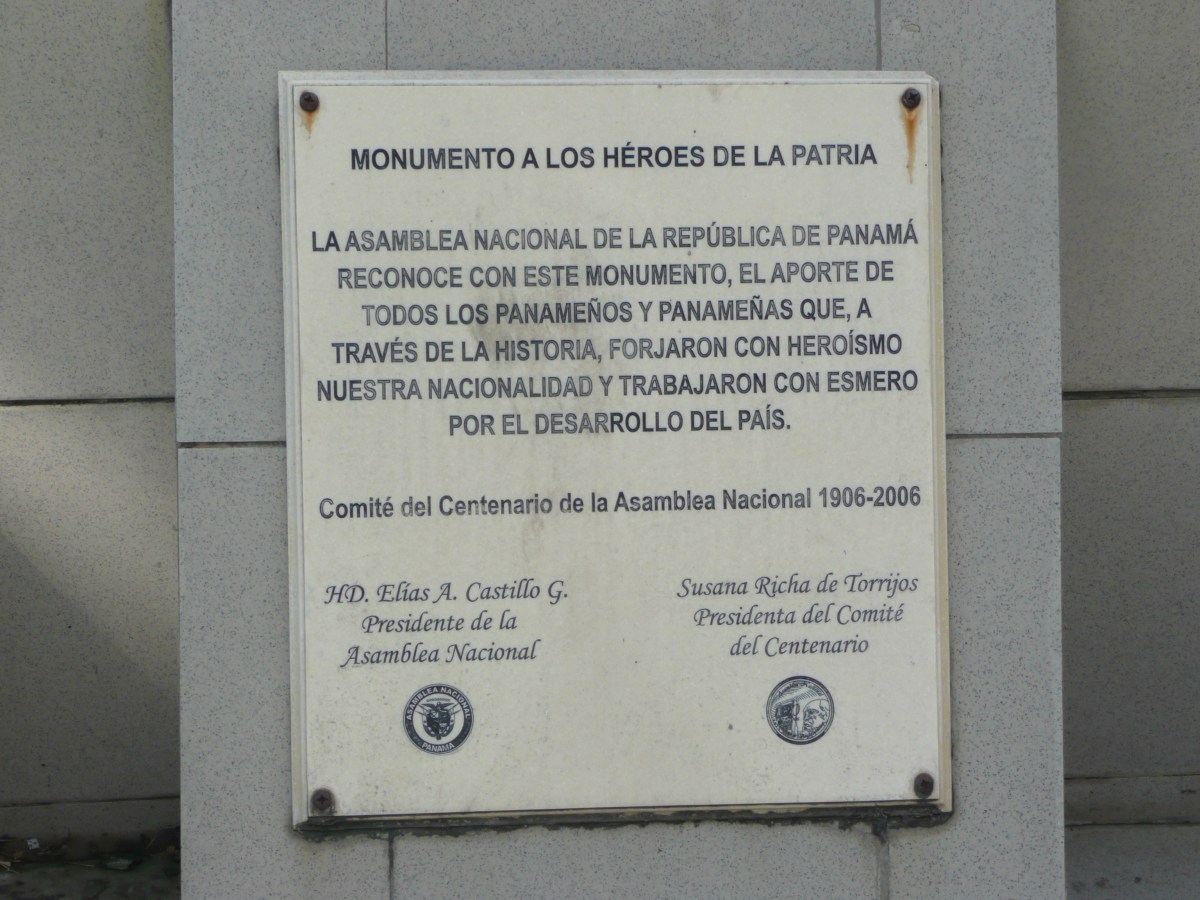 MONUMENTO A LOS HÉROES DE LA PATRIA
LA ASAMBLEA NACIONAL DE LA REPÚBLICA DE PANAMÁ
RECONOCE CON ESTE MONUMENTO, EL APORTE DE
TODOS LOS PANAMEÑOS Y PANAMEÑAS QUE, A
TRAVÉS DE LA HISTORIA, FORJARON CON HEROÍSMO
NUESTRA NACIONALIDAD Y TRABAJARON CON ESMERO
POR EL DESARROLLO DEL PAÍS.
Comité del Centenario de la Asamblea Nacional 1906-2006
HD. Elías A. Castillo G.
Presidente de la
Asamblea Nacional
Susana Richa de Torrijos
Presidenta del Comité
del Centenario
ASAMBLEA NACIONAL
PANAMA